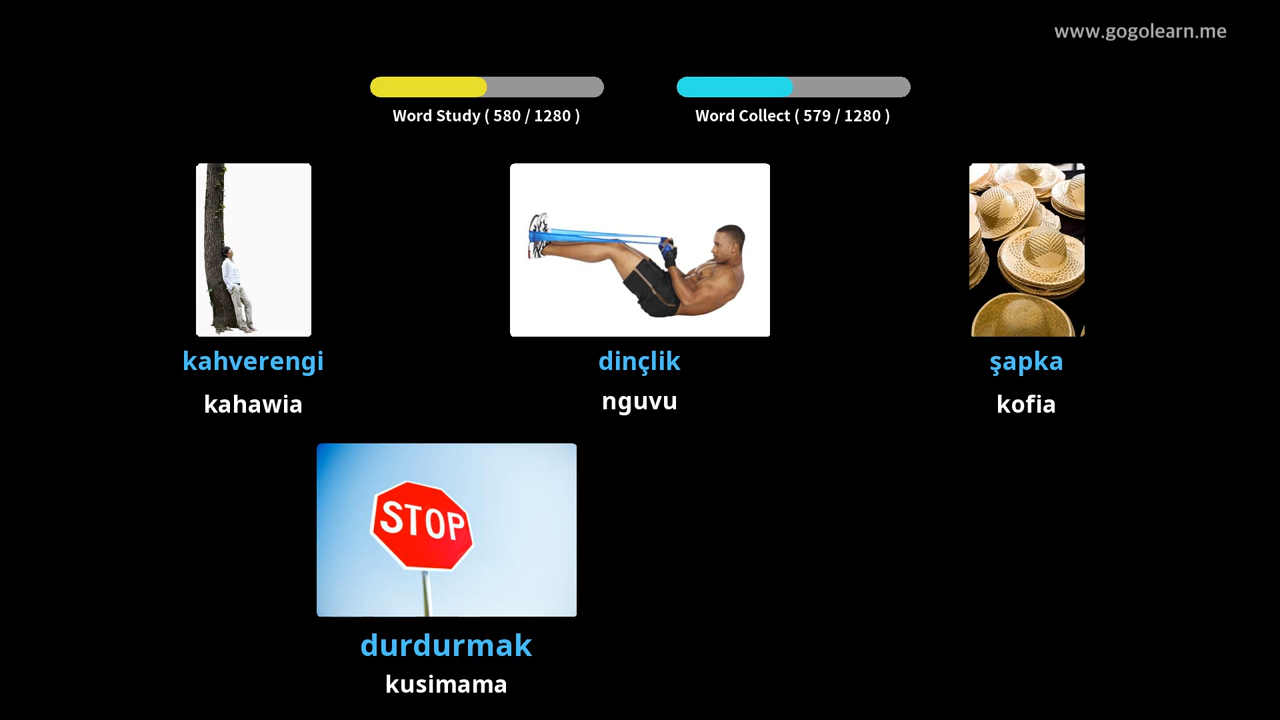 www.gogolearn.me
Word Study ( 580 / 1280 )
Word Collect ( 579 / 1280 )
kahverengi
dinçlik
şapka
kahawia
nguvu
kofia
STOP
durdurmak
kusimama